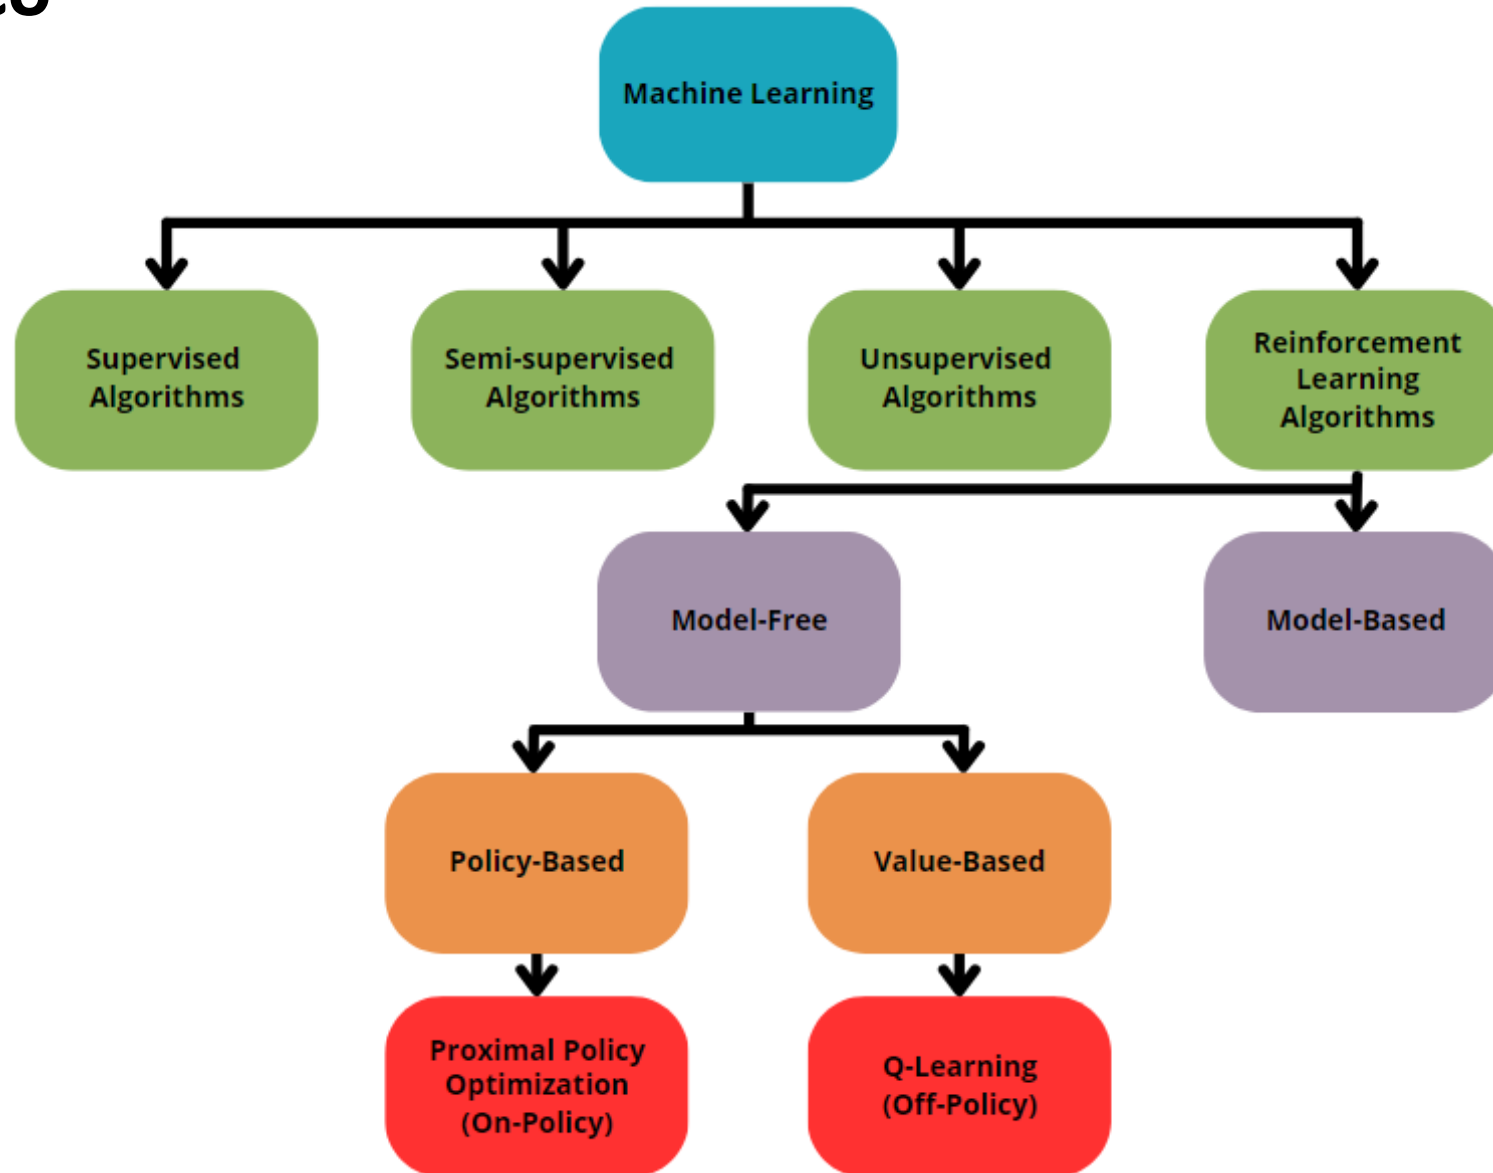 Machine Learning
Supervised
Algorithms
Semi-supervised
Algorithms
Unsupervised
Algorithms
Reinforcement
Learning
Algorithms
Model-Free
Model-Based
Policy-Based
Value-Based
Proximal Policy
Optimization
(On-Policy)
Q-Learning
(Off-Policy)